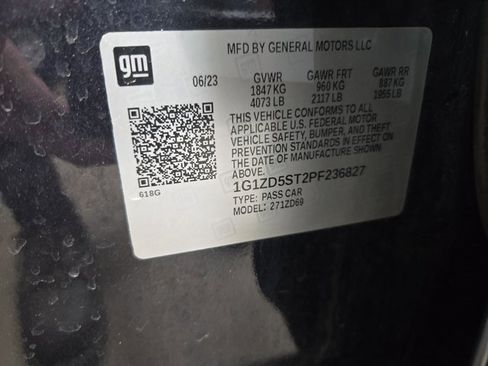 gm
MFD BY GENERAL MOTORS LLC
06/23 GVWR GAWR FRT GAWR RR
1847 KG 960 KG 887 KG
4073 LB 2117 LB 1955 LB
THIS VEHICLE CONFORMS TO ALL
APPLICABLE U.S. FEDERAL MOTOR
VEHICLE SAFETY, BUMPER, AND THEFT
PREVENTION STANDARDS IN EFFECT ON
THE DATE OF MANUFACTURE SHOWN
ABOVE.
1G1ZD5ST2PF236827
TYPE: PASS CAR
MODEL: 271ZD69
618G